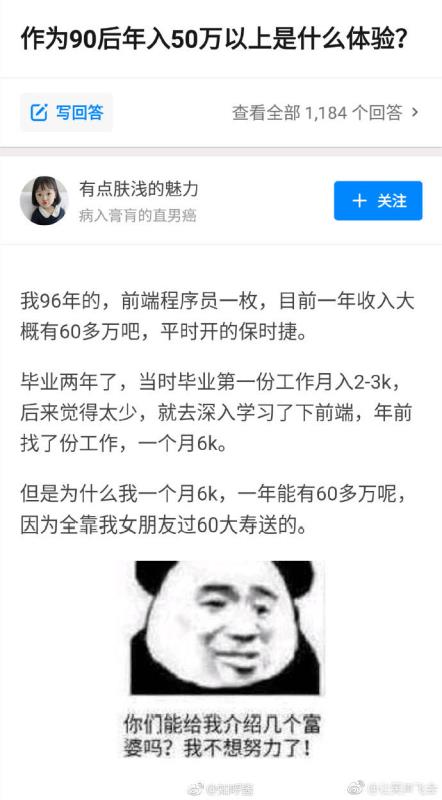 作为90后年入50万以上是什么体验？
写回答
查看全部 1,184 个回答 >
有点肤浅的魅力
病入膏肓的直男癌
+ 关注
我96年的，前端程序员一枚，目前一年收入大
概有60多万吧，平时开的保时捷。
毕业两年了，当时毕业第一份工作月入2-3k，
后来觉得太少，就去深入学习了下前端，年前
找了份工作，一个月6k。
但是为什么我一个月6k，一年能有60多万呢，
因为全靠我女朋友过60大寿送的。
你们能给我介绍几个富
婆吗？我不想努力了！